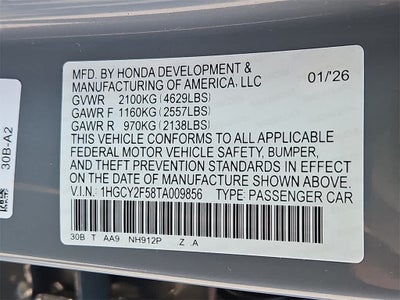 MFD. BY HONDA DEVELOPMENT &
MANUFACTURING OF AMERICA, LLC 01/26
GVWR 2100KG (4629LBS)
GAWR F 1160KG (2557LBS)
GAWR R 970KG (2138LBS)
THIS VEHICLE CONFORMS TO ALL APPLICABLE
FEDERAL MOTOR VEHICLE SAFETY, BUMPER,
AND THEFT PREVENTION STANDARDS IN EFFECT
ON THE DATE OF MANUFACTURE SHOWN ABOVE.
V.I.N.: 1HGCY2F58TA009856 TYPE: PASSENGER CAR
30B T AA9 NH912P Z A
30B-A2